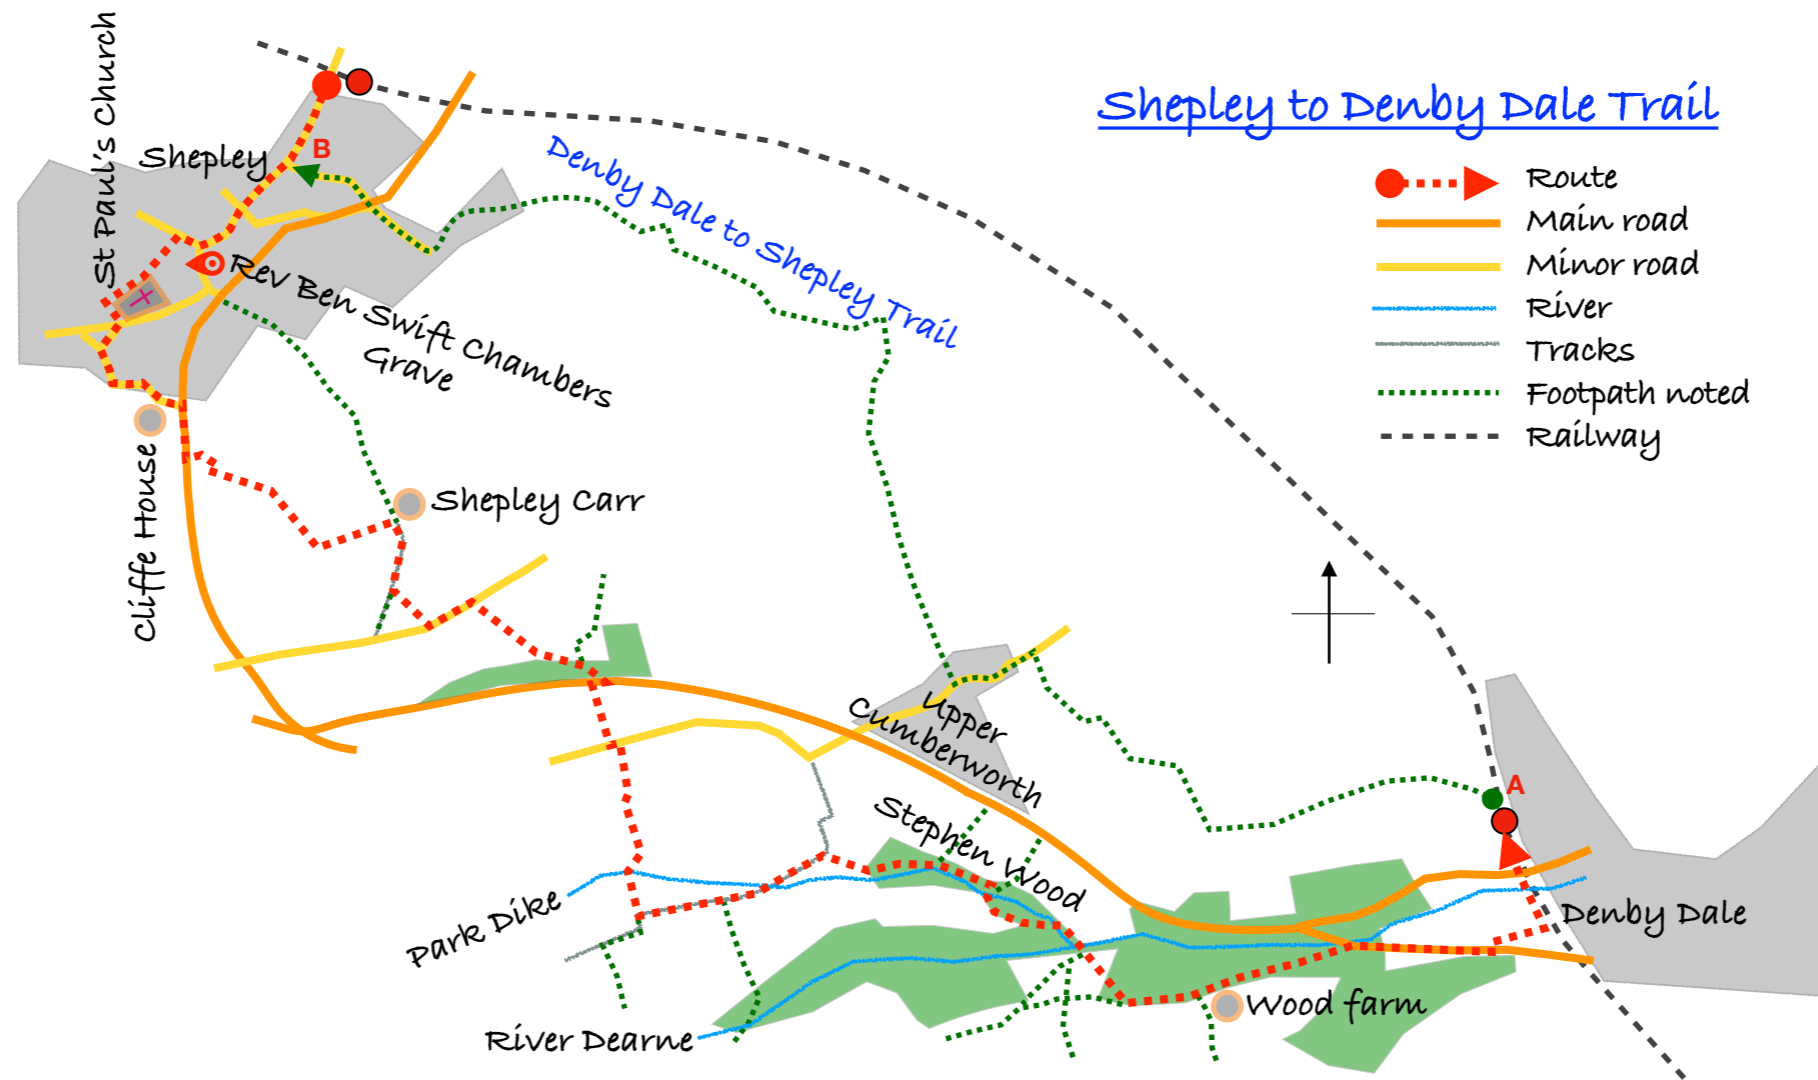 Shepley to Denby Dale Trail
Route
Main road
Minor road
River
Tracks
Footpath noted
Railway
St Paul's Church
Shepley
B
Denby Dale to Shepley Trail
Rev Ben Swift Chambers
Grave
Cliffe House
Shepley Carr
Upper
Cumberworth
A
Stephen Wood
Park Dike
Denby Dale
Wood farm
River Dearne